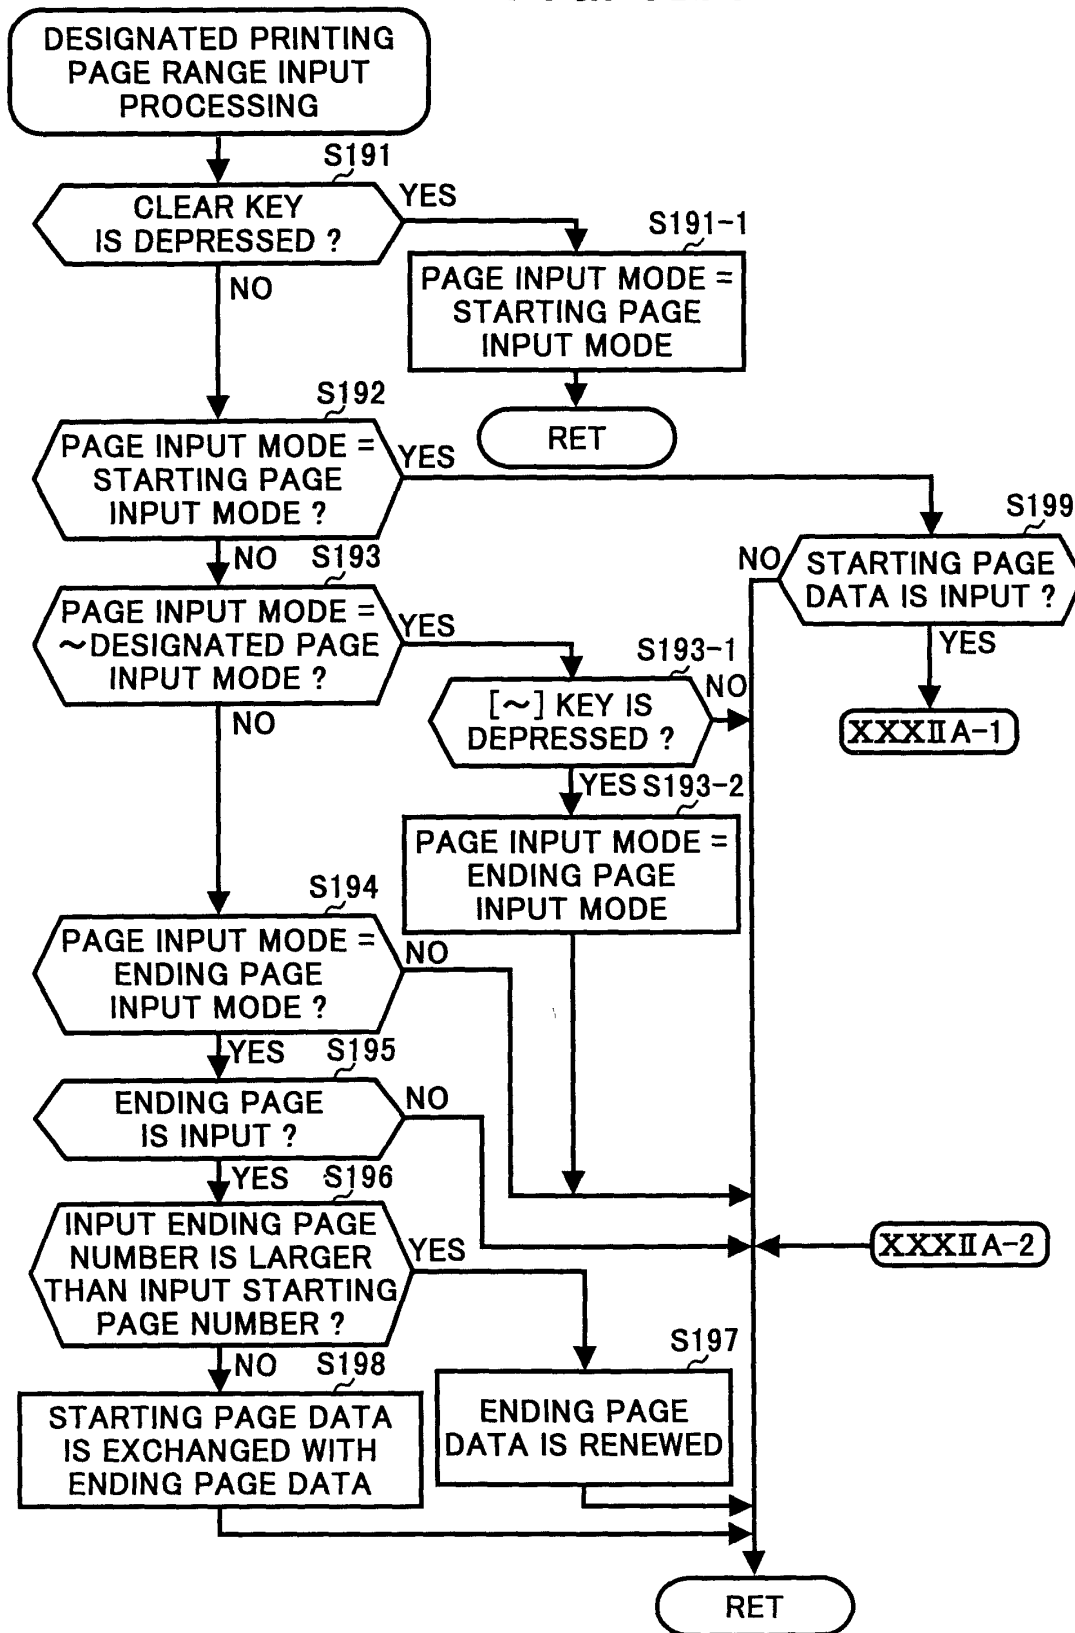 DESIGNATED PRINTING
PAGE RANGE INPUT
PROCESSING
S191
CLEAR KEY
IS DEPRESSED ?
YES
NO
S191-1
PAGE INPUT MODE =
STARTING PAGE
INPUT MODE
RET
S192
PAGE INPUT MODE =
STARTING PAGE
INPUT MODE ?
YES
NO
S199
STARTING PAGE
DATA IS INPUT ?
NO
YES
XXXIIA-1
S193
PAGE INPUT MODE =
~DESIGNATED PAGE
INPUT MODE ?
YES
NO
S193-1
[~] KEY IS
DEPRESSED ?
NO
YES
S193-2
PAGE INPUT MODE =
ENDING PAGE
INPUT MODE
S194
PAGE INPUT MODE =
ENDING PAGE
INPUT MODE ?
NO
YES
S195
ENDING PAGE
IS INPUT ?
NO
YES
S196
INPUT ENDING PAGE
NUMBER IS LARGER
THAN INPUT STARTING
PAGE NUMBER ?
YES
NO
XXXIIA-2
S197
ENDING PAGE
DATA IS RENEWED
S198
STARTING PAGE DATA
IS EXCHANGED WITH
ENDING PAGE DATA
RET